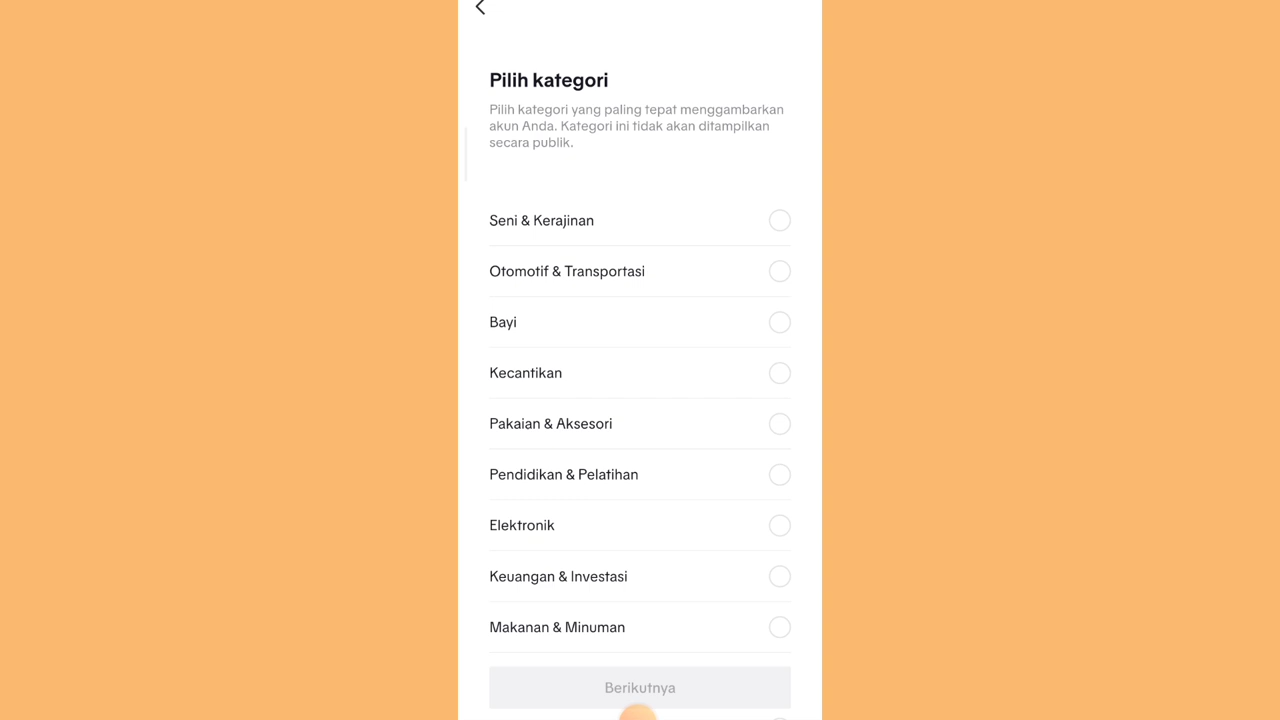 Pilih kategori
Pilih kategori yang paling tepat menggambarkan
akun Anda. Kategori ini tidak akan ditampilkan
secara publik.
Seni & Kerajinan
Otomotif & Transportasi
Bayi
Kecantikan
Pakaian & Aksesori
Pendidikan & Pelatihan
Elektronik
Keuangan & Investasi
Makanan & Minuman
Berikutnya